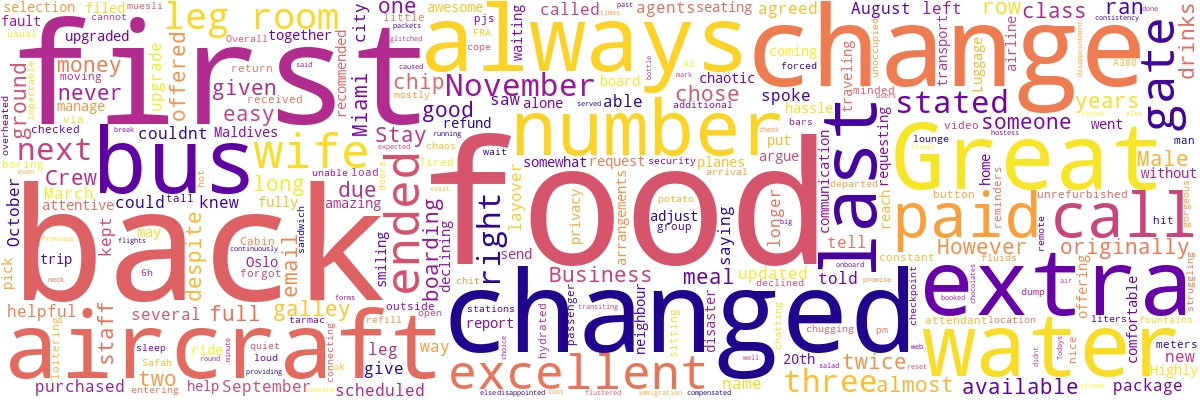 first
always
change
food
back
changed
aircraft
Great
number
water
extra
bus
last
paid
call
excellent
wife
gate
November
leg room
right
ended
three
Business
stated
However
originally
someone
money
never
next
Crew
March
long
due
Stay
chip
given
easy
offered
upgrade
upgraded
together
selection
filed
fault
cannot
muesli
usual
Overall
return
received
recommended
one
city
Miami
little
awesome
called
agents
seating
agreed
August
left
row
class
ran
drinks
pjs
FRA
cope
waiting
board
AI
mark
chaotic
coming
forced
transport
airline
Luggage
A380
disappointment
consistency
traveling
unoccupied
minded
years
went
man
Male
without
home
lounge
video
requesting
communication
hassle
spoke
chose
saw
alone
served
able
additional
bars
put
check
argue
planes
arrival
security
request
somewhat
refund
good
running
chaos
wait
Tired
visit
doors
expected
mostly
glitched
caused
packets
times
past
said
via
moving
manage
ground
impeccable
overheated
checked
boring
even
break
couldnt
Maldives
unable
load
amazing
hot
tall
knew
could
attentive
fully
October
kept
may
despite
Cabin
Oslo
forgot
email
sandwich
smiling
boarding
declining
layover
privacy
potato
adjust
group
arrangements
longer
saying
big
send
meal
updated
declined
told
tell
departed
reach
button
reminders
unrefurbished
remote
hit
gorgeous
constant
fluids
offering
onboard
promise
booked
chocolates
air
dump
Previous
trip
flights
continuously
6h
neck
pick
helpful
several
full
galley
outside
forms
open
chit
stations
transiting
report
choice
hydrated
passenger
neighbour
sitting
disaster
chatting
chugging
pm
checkpoint
web
attendant
location
liters
fountains
comfortable
nice
didnt
Todays
meters
new
Highly
package
available
almost
twice
20th
name
salad
well
reset
immigration
compensated
flustered
cost
disappointed
else
way
refill
leg
give
ok
connecting
tarmac
ride
round
minute
quiet
loud
providing
sleep
Safah
entering
loitering
staff
two
purchased
help
September
scheduled
hostess
bottle
done
also